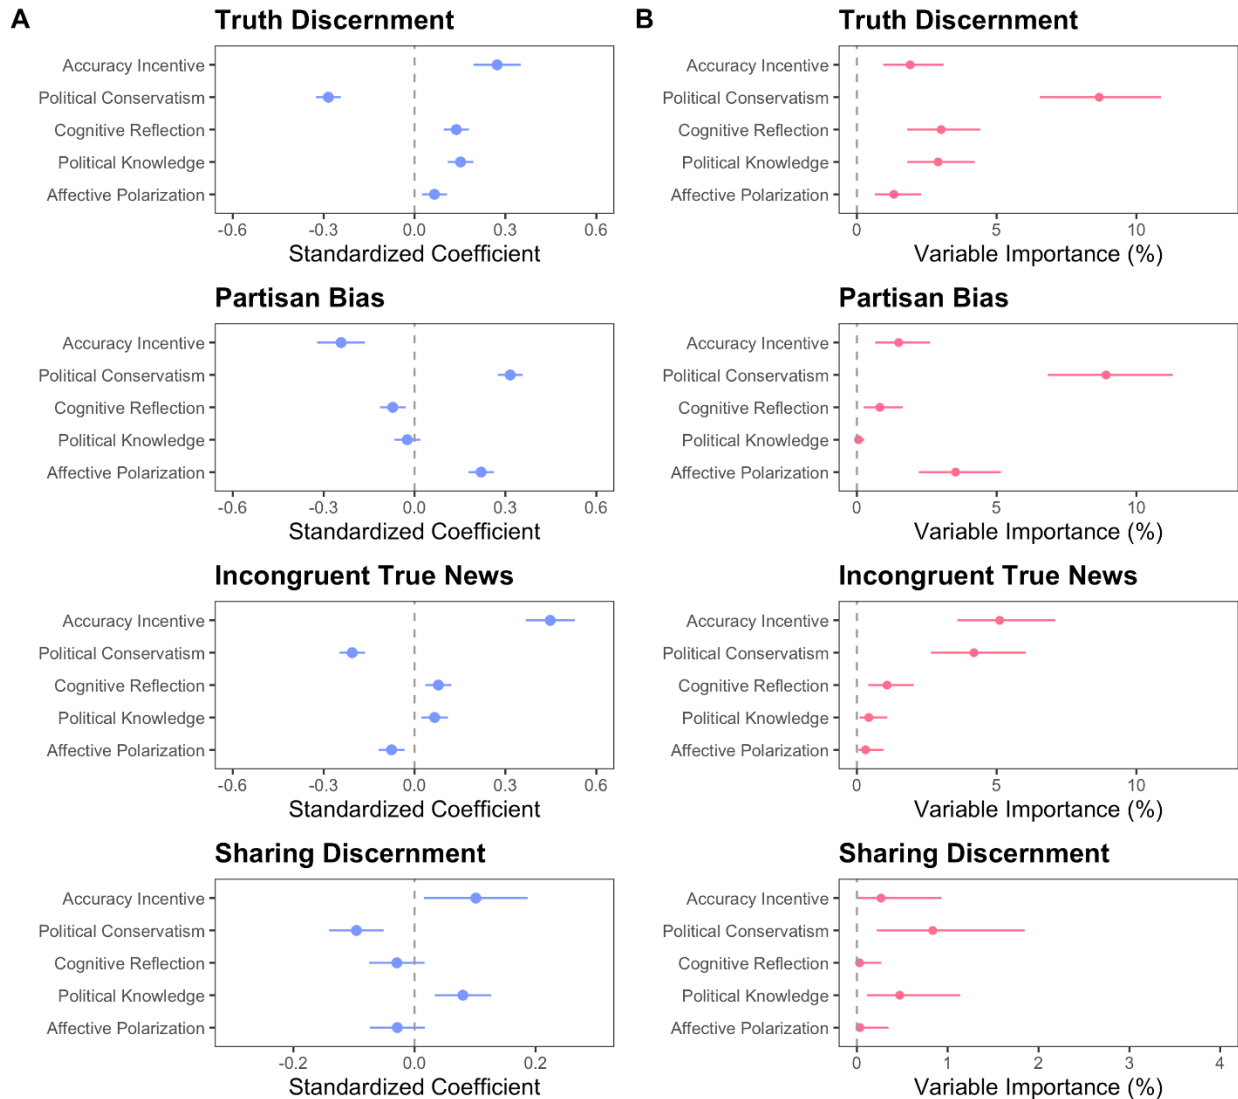 A
Truth Discernment
Accuracy Incentive
Political Conservatism
Cognitive Reflection
Political Knowledge
Affective Polarization
-0.6 -0.3 0.0 0.3 0.6
Standardized Coefficient
Partisan Bias
Accuracy Incentive
Political Conservatism
Cognitive Reflection
Political Knowledge
Affective Polarization
-0.6 -0.3 0.0 0.3 0.6
Standardized Coefficient
Incongruent True News
Accuracy Incentive
Political Conservatism
Cognitive Reflection
Political Knowledge
Affective Polarization
-0.6 -0.3 0.0 0.3 0.6
Standardized Coefficient
Sharing Discernment
Accuracy Incentive
Political Conservatism
Cognitive Reflection
Political Knowledge
Affective Polarization
-0.2 0.0 0.2
Standardized Coefficient
B
Truth Discernment
Accuracy Incentive
Political Conservatism
Cognitive Reflection
Political Knowledge
Affective Polarization
0 5 10
Variable Importance (%)
Partisan Bias
Accuracy Incentive
Political Conservatism
Cognitive Reflection
Political Knowledge
Affective Polarization
0 5 10
Variable Importance (%)
Incongruent True News
Accuracy Incentive
Political Conservatism
Cognitive Reflection
Political Knowledge
Affective Polarization
0 5 10
Variable Importance (%)
Sharing Discernment
Accuracy Incentive
Political Conservatism
Cognitive Reflection
Political Knowledge
Affective Polarization
0 1 2 3 4
Variable Importance (%)